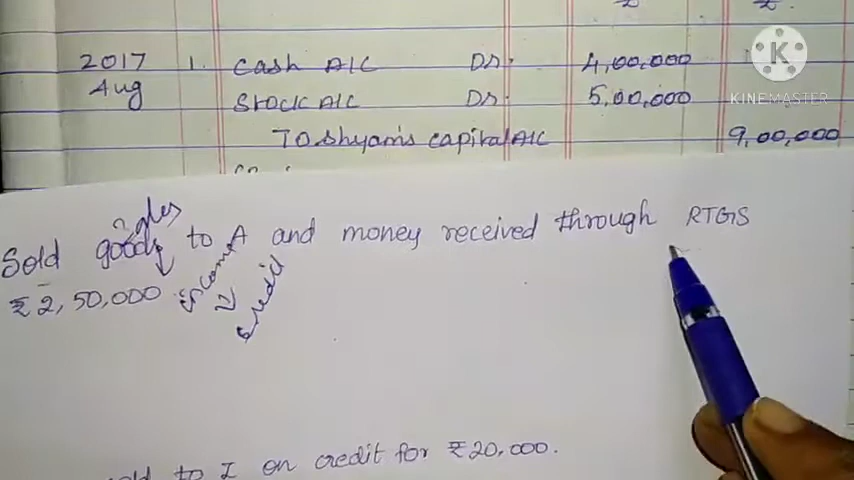 2017 1. Cash A/C Dr. 4,00,000
Aug Stock A/C Dr. 5,00,000
To Shyam's capital A/C 9,00,000
K
KINEMASTER
sales
Sold goods to A and money received through RTGS
₹ 2,50,000
income
credit
sold to I on credit for ₹20,000.